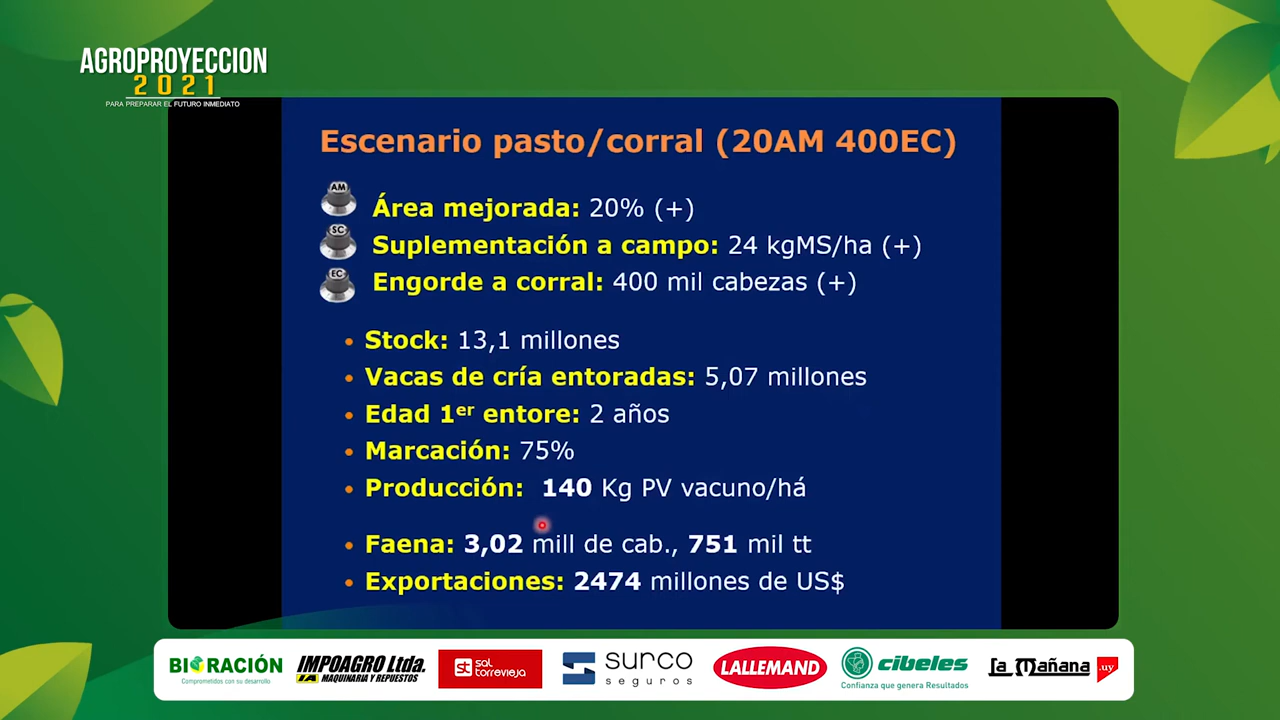 AGROPROYECCION
2021
PARA PREPARAR EL FUTURO INMEDIATO
Escenario pasto/corral (20AM 400EC)
AM
Área mejorada: 20% (+)
SC
Suplementación a campo: 24 kgMS/ha (+)
EC
Engorde a corral: 400 mil cabezas (+)
• Stock: 13,1 millones
• Vacas de cría entoradas: 5,07 millones
• Edad 1er entore: 2 años
• Marcación: 75%
• Producción: 140 Kg PV vacuno/há
• Faena: 3,02 mill de cab., 751 mil tt
• Exportaciones: 2474 millones de US$
BIORACIÓN
Comprometidos con su desarrollo
IMPOAGRO Ltda.
IA MAQUINARIA Y REPUESTOS
st sal torrevieja
surco
seguros
LALLEMAND
cibeles
Confianza que genera Resultados
La Mañana .uy